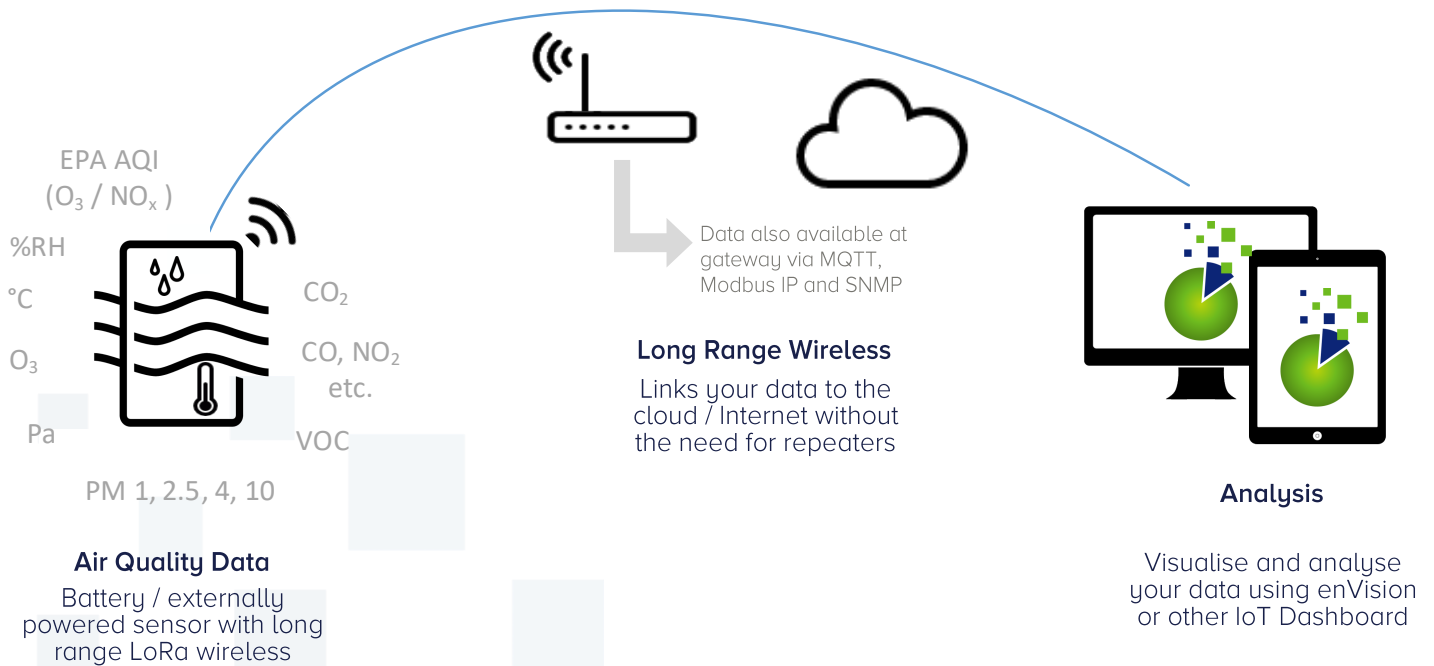 EPA AQI
(O₃ / NOₓ )
%RH
°C
O₃
Pa
CO₂
CO, NO₂
etc.
VOC
PM 1, 2.5, 4, 10
Air Quality Data
Battery / externally
powered sensor with long
range LoRa wireless
Data also available at
gateway via MQTT,
Modbus IP and SNMP
Long Range Wireless
Links your data to the
cloud / Internet without
the need for repeaters
Analysis
Visualise and analyse
your data using enVision
or other IoT Dashboard